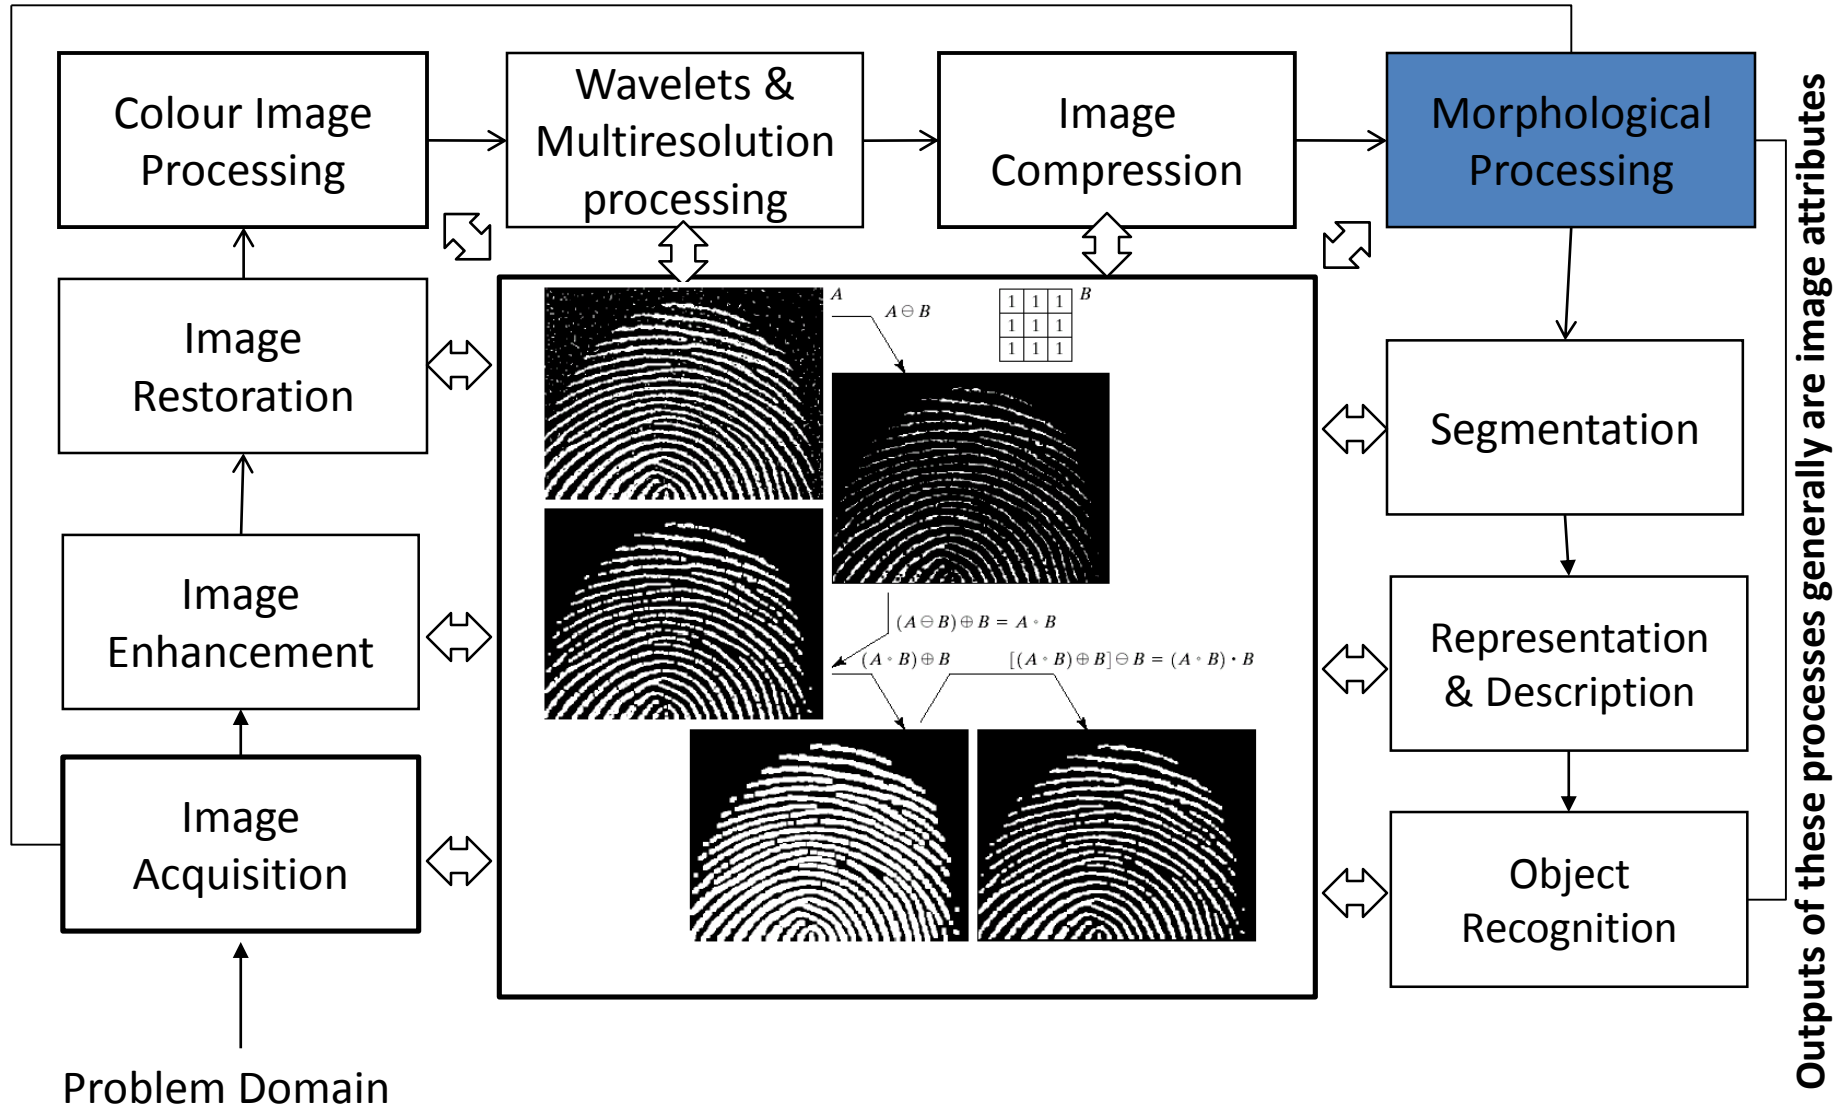 Colour Image
Processing
Wavelets &
Multiresolution
processing
Image
Compression
Morphological
Processing
Image
Restoration
Image
Enhancement
Image
Acquisition
Problem Domain
A
A ⊖ B
1 1 1
1 1 1
1 1 1
B
(A ⊖ B) ⊕ B = A ∘ B
(A ∘ B) ⊕ B
[(A ∘ B) ⊕ B] ⊖ B = (A ∘ B) • B
Segmentation
Representation
& Description
Object
Recognition
Outputs of these processes generally are image attributes